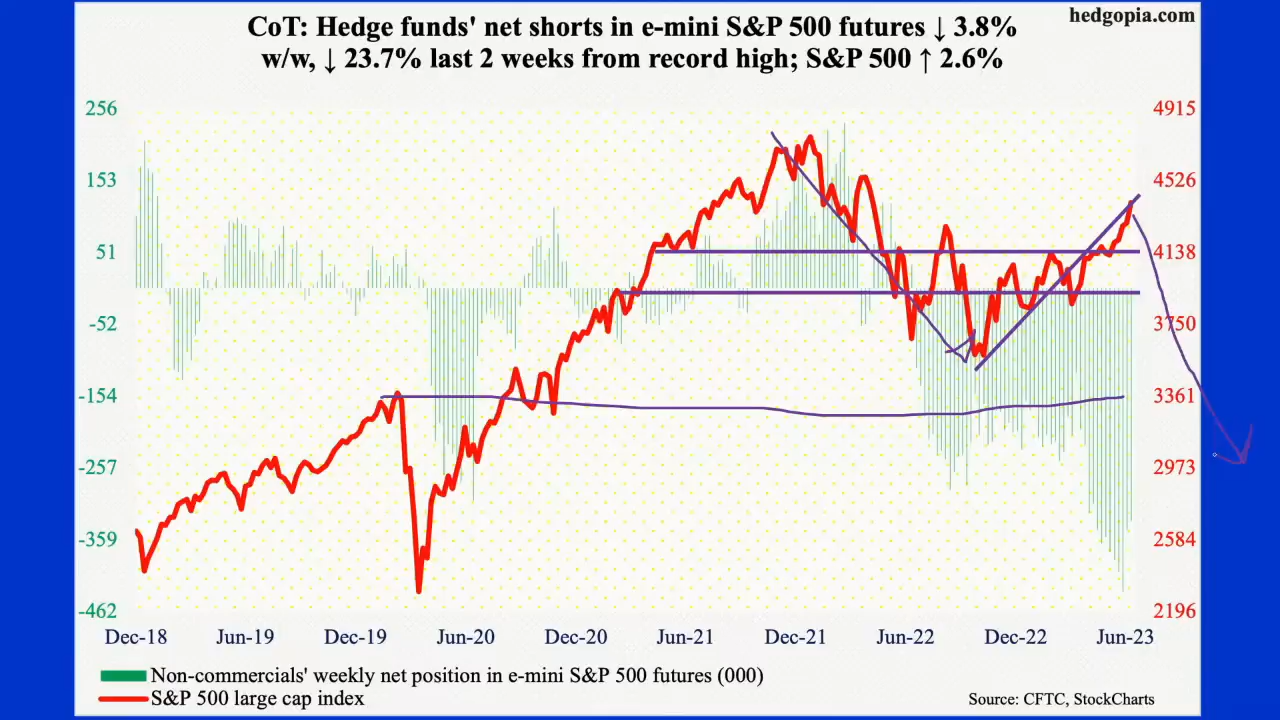 hedgopia.com
CoT: Hedge funds' net shorts in e-mini S&P 500 futures ↓ 3.8%
w/w, ↓ 23.7% last 2 weeks from record high; S&P 500 ↑ 2.6%
256 4915
153 4526
51 4138
-52 3750
-154 3361
-257 2973
-359 2584
-462 2196
Dec-18 Jun-19 Dec-19 Jun-20 Dec-20 Jun-21 Dec-21 Jun-22 Dec-22 Jun-23
Non-commercials' weekly net position in e-mini S&P 500 futures (000)
S&P 500 large cap index
Source: CFTC, StockCharts